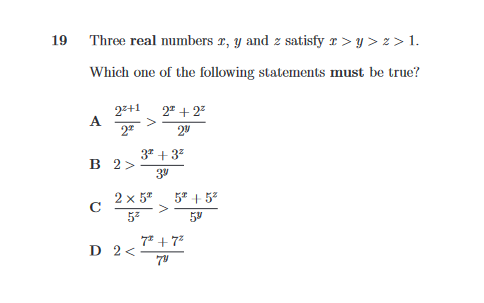 19 Three real numbers x, y and z satisfy x > y > z > 1.
Which one of the following statements must be true?
A \frac{2^{z+1}}{2^x} > \frac{2^x + 2^z}{2^y}
B 2 > \frac{3^x + 3^z}{3^y}
C \frac{2 × 5^x}{5^z} > \frac{5^x + 5^z}{5^y}
D 2 < \frac{7^x + 7^z}{7^y}